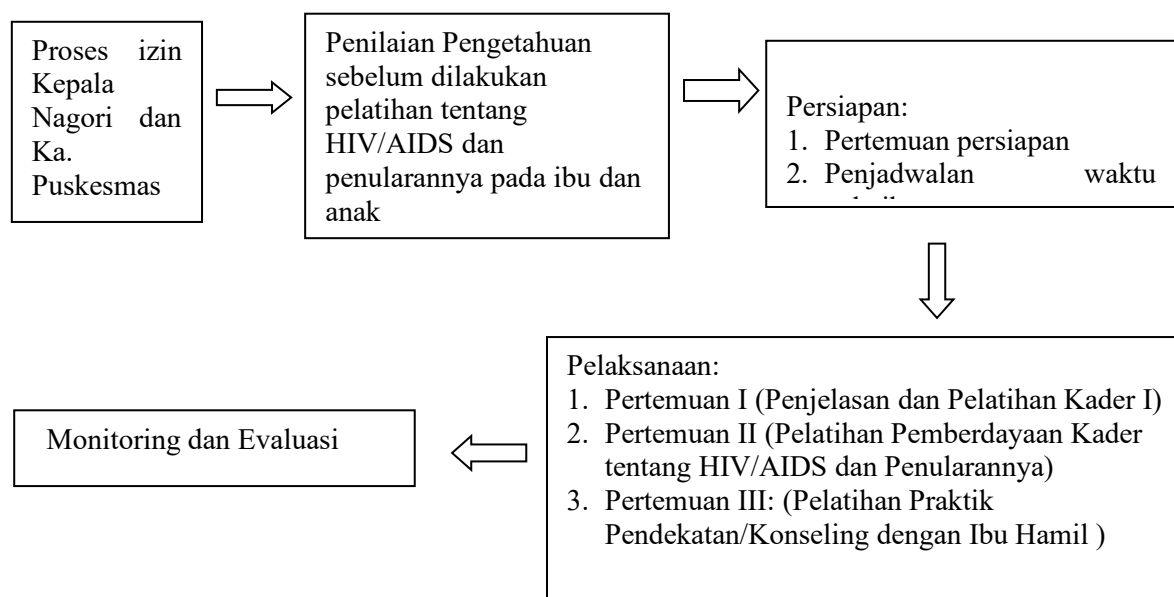 Proses izin
Kepala
Nagori dan
Ka.
Puskesmas
Penilaian Pengetahuan
sebelum dilakukan
pelatihan tentang
HIV/AIDS dan
penularannya pada ibu dan
anak
Persiapan:
1. Pertemuan persiapan
2. Penjadwalan waktu
Pelaksanaan:
1. Pertemuan I (Penjelasan dan Pelatihan Kader I)
2. Pertemuan II (Pelatihan Pemberdayaan Kader
tentang HIV/AIDS dan Penularannya)
3. Pertemuan III: (Pelatihan Praktik
Pendekatan/Konseling dengan Ibu Hamil )
Monitoring dan Evaluasi